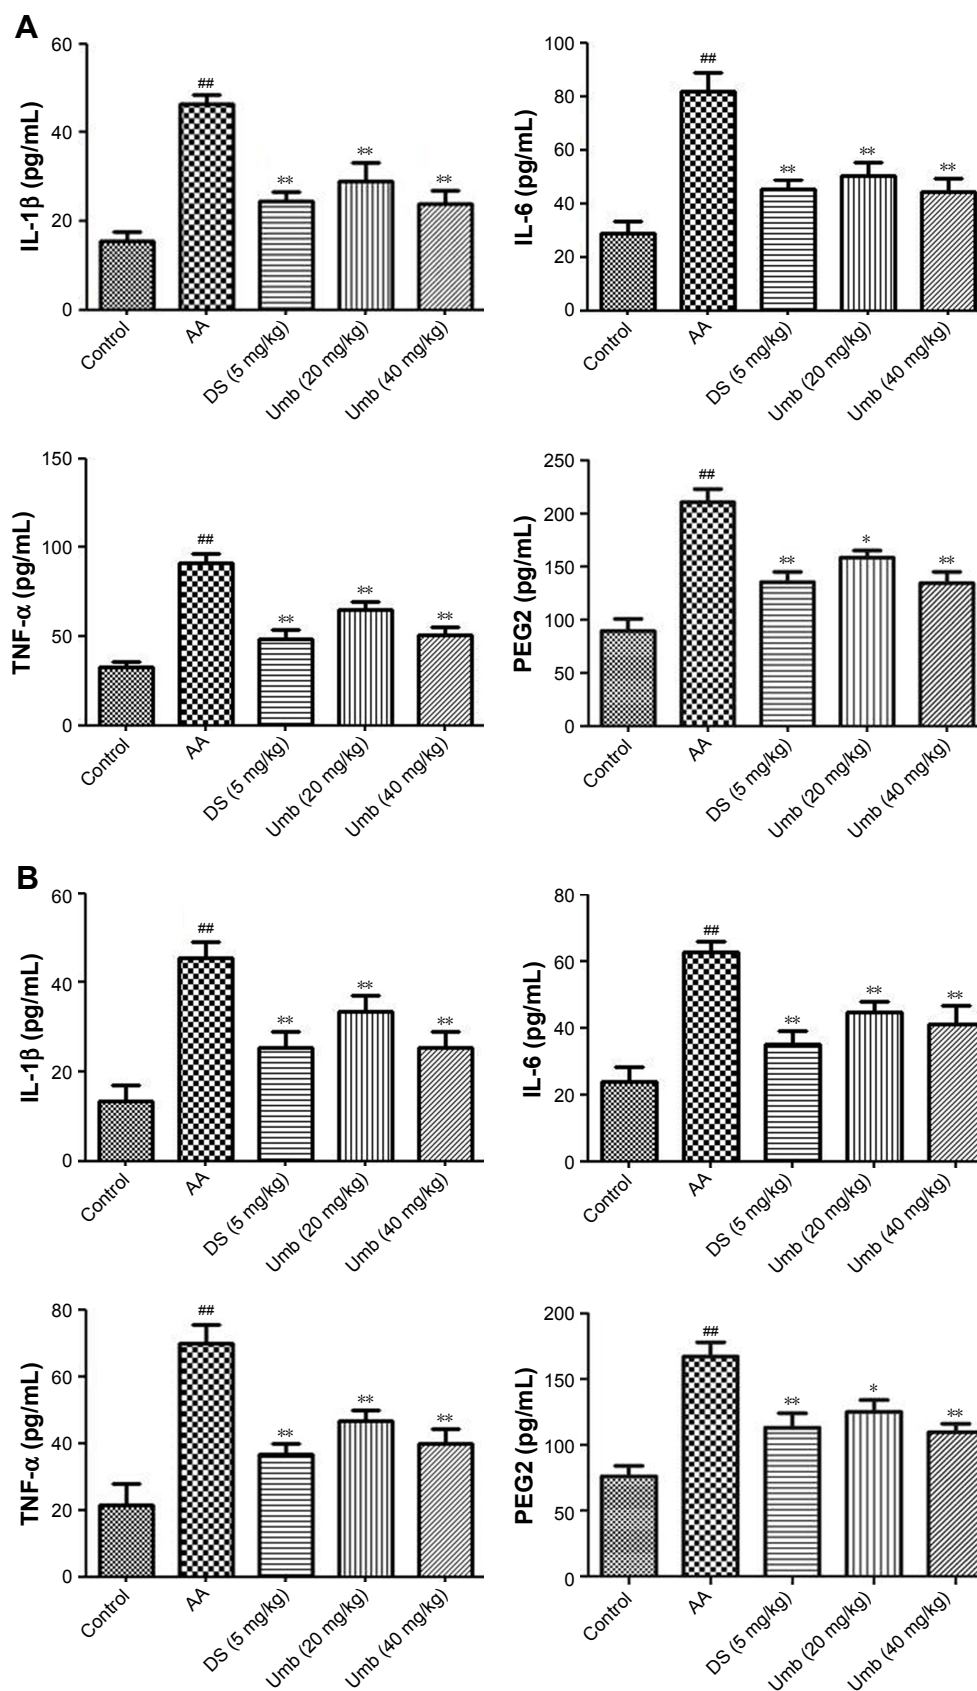 A
60
40
20
0
IL-1β (pg/mL)
##
**
**
**
Control
AA
DS (5 mg/kg)
Umb (20 mg/kg)
Umb (40 mg/kg)
100
80
60
40
20
0
IL-6 (pg/mL)
##
**
**
**
Control
AA
DS (5 mg/kg)
Umb (20 mg/kg)
Umb (40 mg/kg)
150
100
50
0
TNF-α (pg/mL)
##
**
**
**
Control
AA
DS (5 mg/kg)
Umb (20 mg/kg)
Umb (40 mg/kg)
250
200
150
100
50
0
PEG2 (pg/mL)
##
**
*
**
Control
AA
DS (5 mg/kg)
Umb (20 mg/kg)
Umb (40 mg/kg)
B
60
40
20
0
IL-1β (pg/mL)
##
**
**
**
Control
AA
DS (5 mg/kg)
Umb (20 mg/kg)
Umb (40 mg/kg)
80
60
40
20
0
IL-6 (pg/mL)
##
**
**
**
Control
AA
DS (5 mg/kg)
Umb (20 mg/kg)
Umb (40 mg/kg)
80
60
40
20
0
TNF-α (pg/mL)
##
**
**
**
Control
AA
DS (5 mg/kg)
Umb (20 mg/kg)
Umb (40 mg/kg)
200
150
100
50
0
PEG2 (pg/mL)
##
**
*
**
Control
AA
DS (5 mg/kg)
Umb (20 mg/kg)
Umb (40 mg/kg)